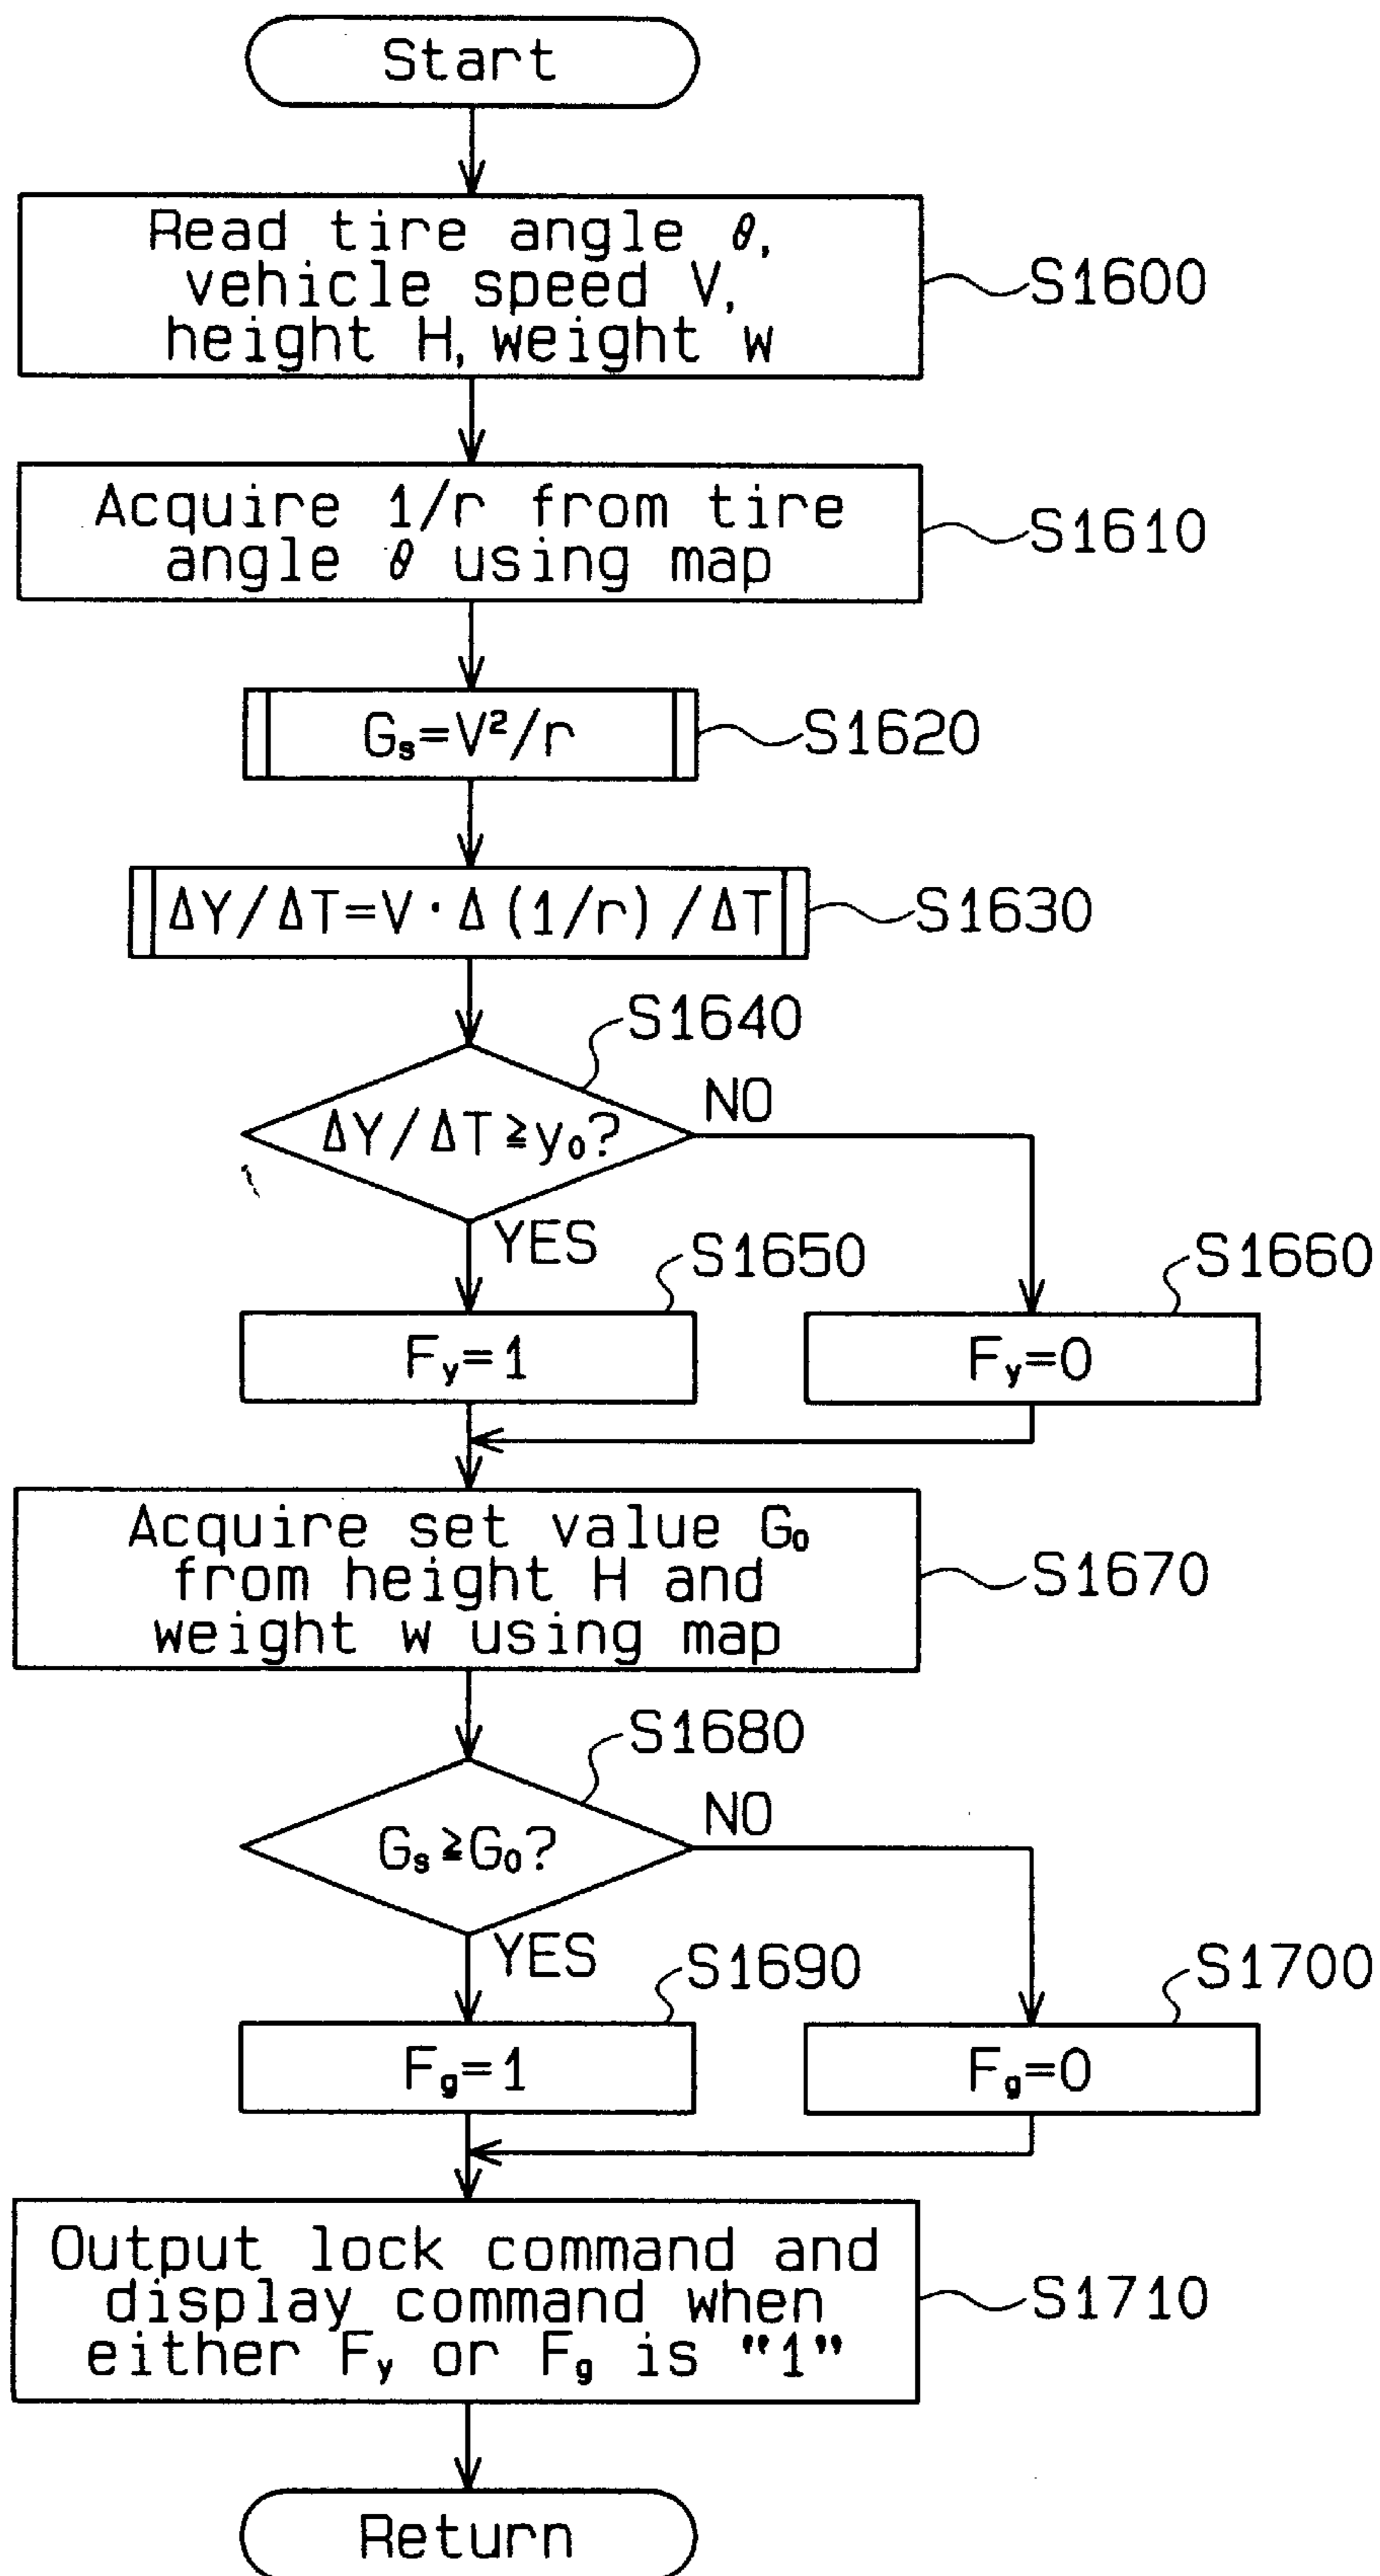 Start
Read tire angle θ,
vehicle speed V,
height H, weight w
S1600
Acquire 1/r from tire
angle θ using map
S1610
Gₛ=V²/r
S1620
ΔY/ΔT=V·Δ(1/r)/ΔT
S1630
S1640
NO
ΔY/ΔT≧y₀?
YES
S1650
S1660
Fy=1
Fy=0
Acquire set value G₀
from height H and
weight w using map
S1670
S1680
NO
Gₛ≧G₀?
YES
S1690
S1700
Fg=1
Fg=0
Output lock command and
display command when
either Fy or Fg is "1"
S1710
Return